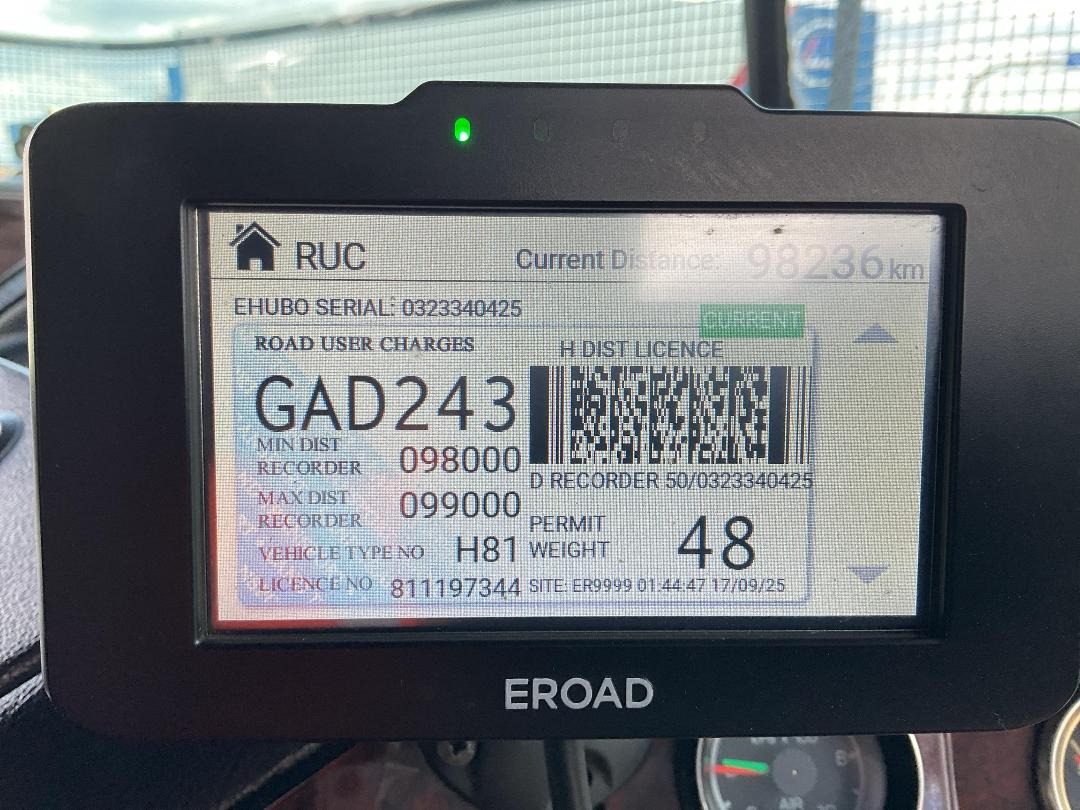 RUC Current Distance: 98236 km
EHUBO SERIAL: 0323340425
CURRENT
ROAD USER CHARGES H DIST LICENCE
GAD243
MIN DIST
RECORDER 098000
D RECORDER 50/0323340425
MAX DIST
RECORDER 099000
PERMIT
WEIGHT 48
VEHICLE TYPE NO H81
LICENCE NO 811197344 SITE: ER9999 01:44:47 17/09/25
EROAD
AIR